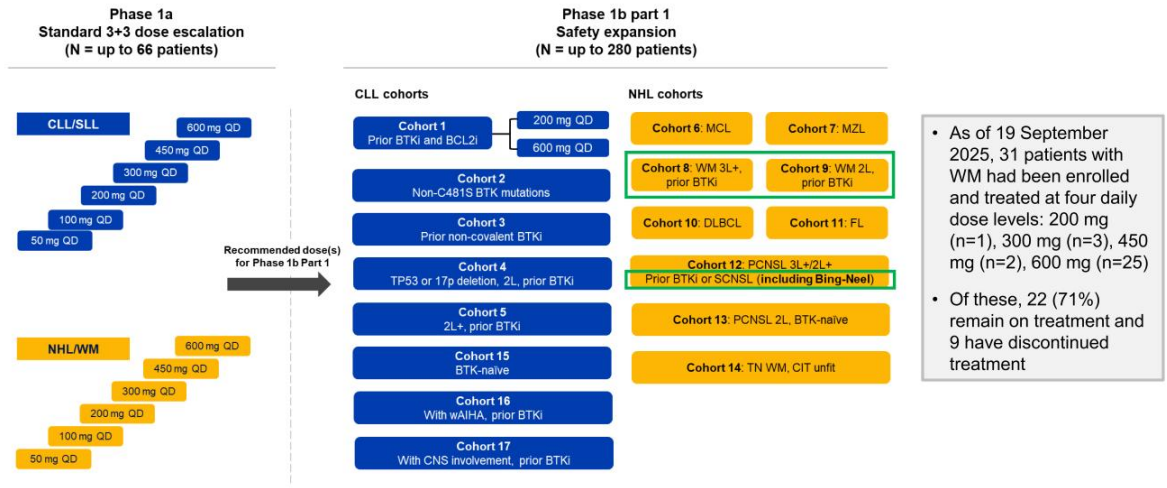 Phase 1a
Standard 3+3 dose escalation
(N = up to 66 patients)
CLL/SLL
600 mg QD
450 mg QD
300 mg QD
200 mg QD
100 mg QD
50 mg QD
NHL/WM
600 mg QD
450 mg QD
300 mg QD
200 mg QD
100 mg QD
50 mg QD
Recommended dose(s)
for Phase 1b Part 1
Phase 1b part 1
Safety expansion
(N = up to 280 patients)
CLL cohorts
Cohort 1
Prior BTKi and BCL2i
200 mg QD
600 mg QD
Cohort 2
Non-C481S BTK mutations
Cohort 3
Prior non-covalent BTKi
Cohort 4
TP53 or 17p deletion, 2L, prior BTKi
Cohort 5
2L+, prior BTKi
Cohort 15
BTK-naïve
Cohort 16
With wAIHA, prior BTKi
Cohort 17
With CNS involvement, prior BTKi
NHL cohorts
Cohort 6: MCL
Cohort 7: MZL
Cohort 8: WM 3L+,
prior BTKi
Cohort 9: WM 2L,
prior BTKi
Cohort 10: DLBCL
Cohort 11: FL
Cohort 12: PCNSL 3L+/2L+
Prior BTKi or SCNSL (including Bing-Neel)
Cohort 13: PCNSL 2L, BTK-naïve
Cohort 14: TN WM, CIT unfit
• As of 19 September
2025, 31 patients with
WM had been enrolled
and treated at four daily
dose levels: 200 mg
(n=1), 300 mg (n=3), 450
mg (n=2), 600 mg (n=25)
• Of these, 22 (71%)
remain on treatment and
9 have discontinued
treatment